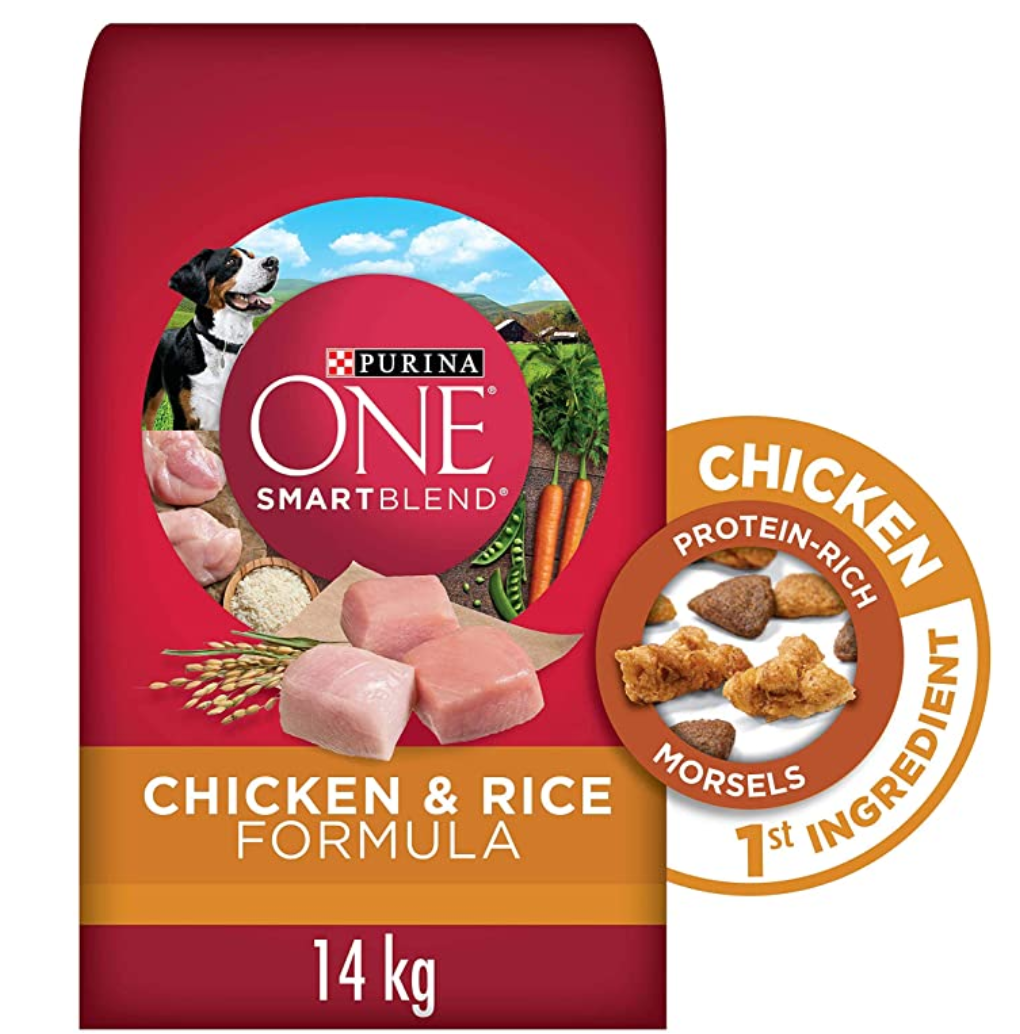 PURINA
ONE®
SMARTBLEND®
CHICKEN & RICE
FORMULA
14 kg
CHICKEN
1st INGREDIENT
PROTEIN-RICH
MORSELS